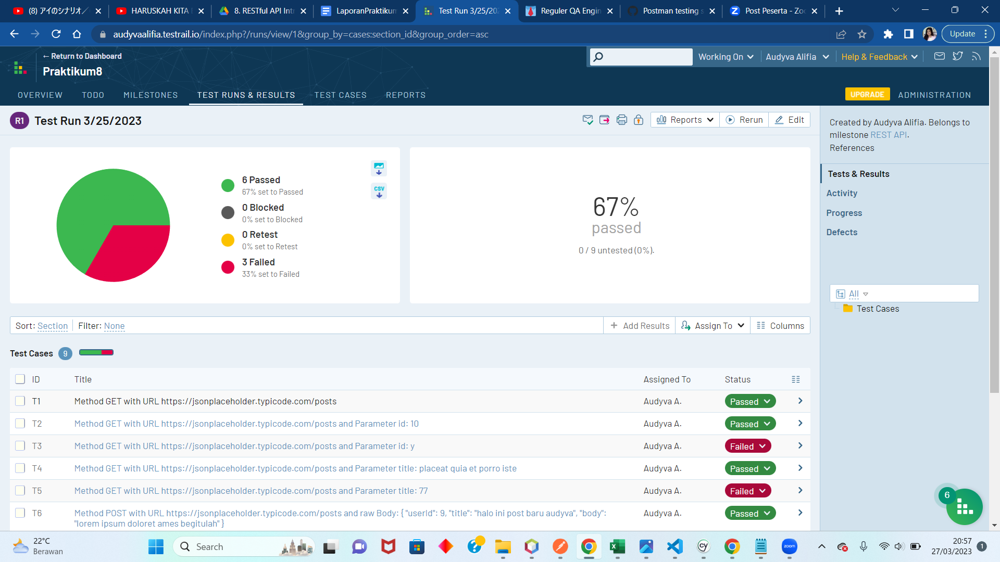 (8) アイのシナリオ／
HARUSKAH KITA
8. RESTful API Intr
LaporanPraktikum
Test Run 3/25/202
Reguler QA Engin
Postman testing s
Post Peserta - Zoo
audyvaalifia.testrail.io/index.php?/runs/view/1&group_by=cases:section_id&group_order=asc
Update
← Return to Dashboard
Praktikum8
Working On
Audyva Alifia
Help & Feedback
OVERVIEW
TODO
MILESTONES
TEST RUNS & RESULTS
TEST CASES
REPORTS
UPGRADE
ADMINISTRATION
R1
Test Run 3/25/2023
Reports
Rerun
Edit
Created by Audyva Alifia. Belongs to
milestone REST API.
References
6 Passed
67% set to Passed
0 Blocked
0% set to Blocked
0 Retest
0% set to Retest
3 Failed
33% set to Failed
CSV
67%
passed
0 / 9 untested (0%).
Tests & Results
Activity
Progress
Defects
All
Test Cases
Sort: Section
Filter: None
Add Results
Assign To
Columns
Test Cases 9
ID Title Assigned To Status
T1 Method GET with URL https://jsonplaceholder.typicode.com/posts Audyva A. Passed
T2 Method GET with URL https://jsonplaceholder.typicode.com/posts and Parameter id: 10 Audyva A. Passed
T3 Method GET with URL https://jsonplaceholder.typicode.com/posts and Parameter id: y Audyva A. Failed
T4 Method GET with URL https://jsonplaceholder.typicode.com/posts and Parameter title: placeat quia et porro iste Audyva A. Passed
T5 Method GET with URL https://jsonplaceholder.typicode.com/posts and Parameter title: 77 Audyva A. Failed
T6 Method POST with URL https://jsonplaceholder.typicode.com/posts and raw Body: { "userId": 9, "title": "halo ini post baru audyva", "body": Audyva A. Passed
"lorem ipsum doloret ames begitulah" }
6
22°C
Berawan
Search
CY
zoom
20:57
27/03/2023
1